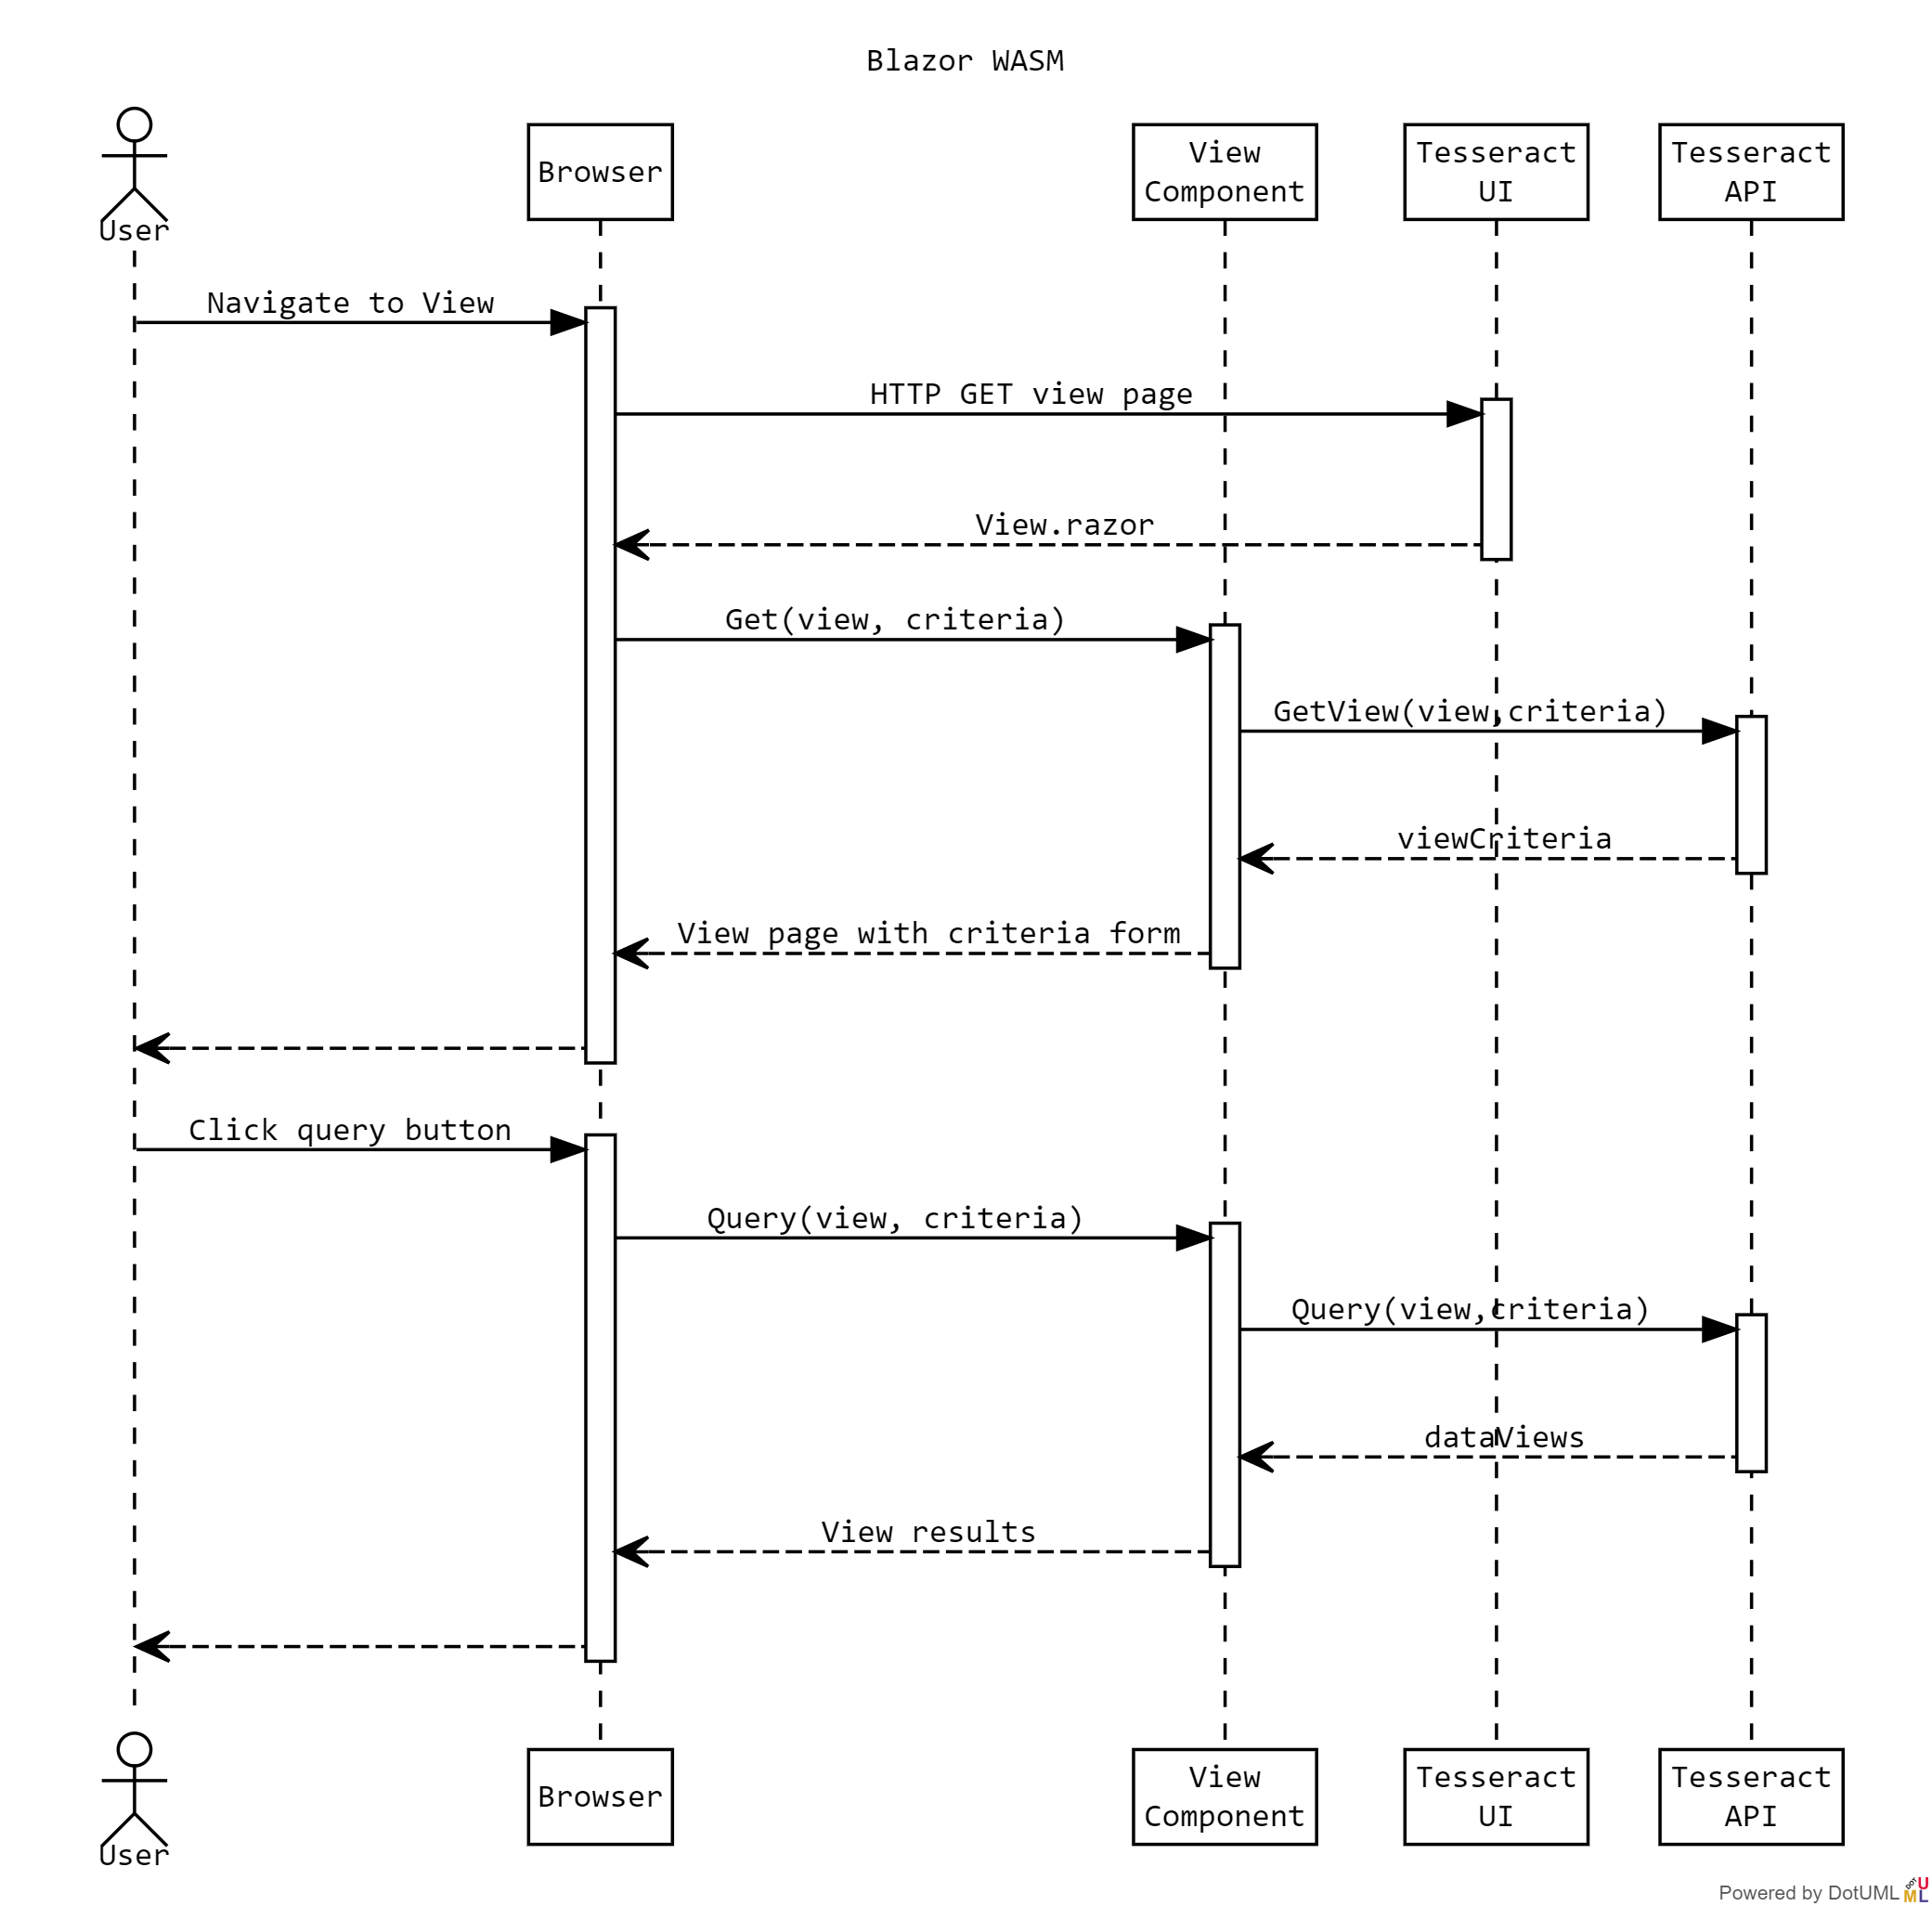 Blazor WASM
User
Browser
View
Component
Tesseract
UI
Tesseract
API
Navigate to View
HTTP GET view page
View.razor
Get(view, criteria)
GetView(view,criteria)
viewCriteria
View page with criteria form
Click query button
Query(view, criteria)
Query(view,criteria)
dataViews
View results
User
Browser
View
Component
Tesseract
UI
Tesseract
API
Powered by DotUML
DOT
U
ML